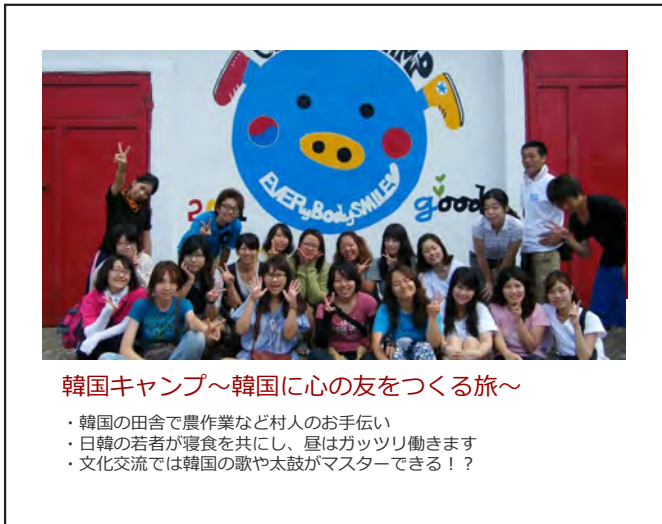 2
EVERyBodySMILE
good
韓国キャンプ～韓国に心の友をつくる旅～
・韓国の田舎で農作業など村人のお手伝い
・日韓の若者が寝食を共にし、昼はガッツリ働きます
・文化交流では韓国の歌や太鼓がマスターできる！？